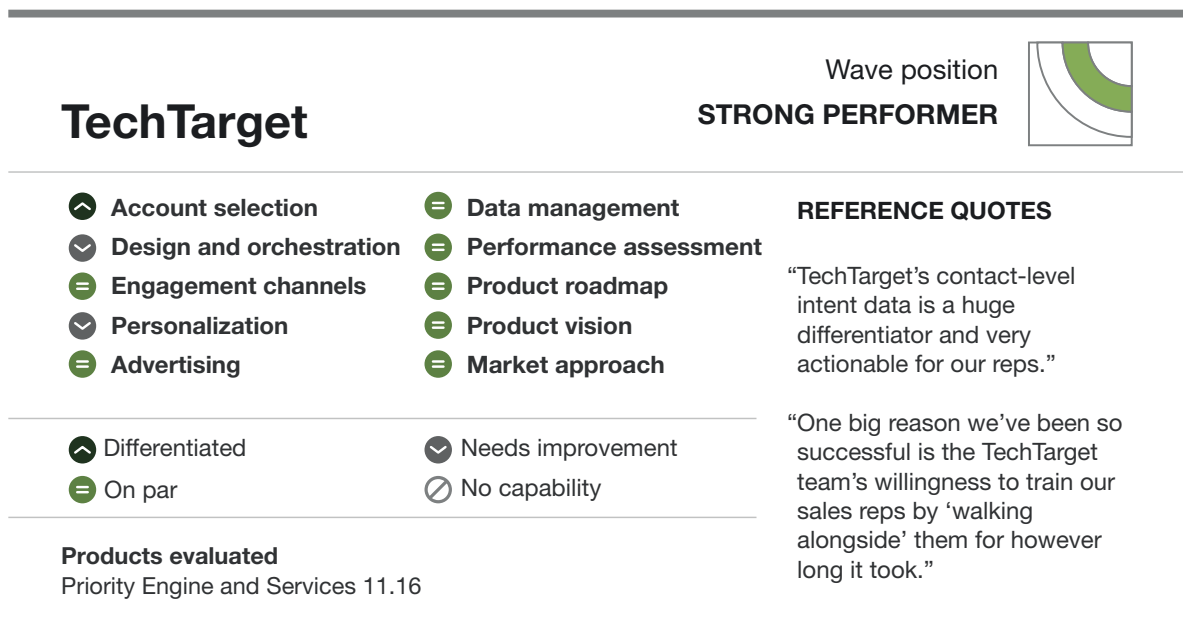 TechTarget
Wave position
STRONG PERFORMER
Account selection
Design and orchestration
Engagement channels
Personalization
Advertising
Data management
Performance assessment
Product roadmap
Product vision
Market approach
Differentiated
On par
Needs improvement
No capability
Products evaluated
Priority Engine and Services 11.16
REFERENCE QUOTES
“TechTarget’s contact-level
intent data is a huge
differentiator and very
actionable for our reps.”
“One big reason we’ve been so
successful is the TechTarget
team’s willingness to train our
sales reps by ‘walking
alongside’ them for however
long it took.”